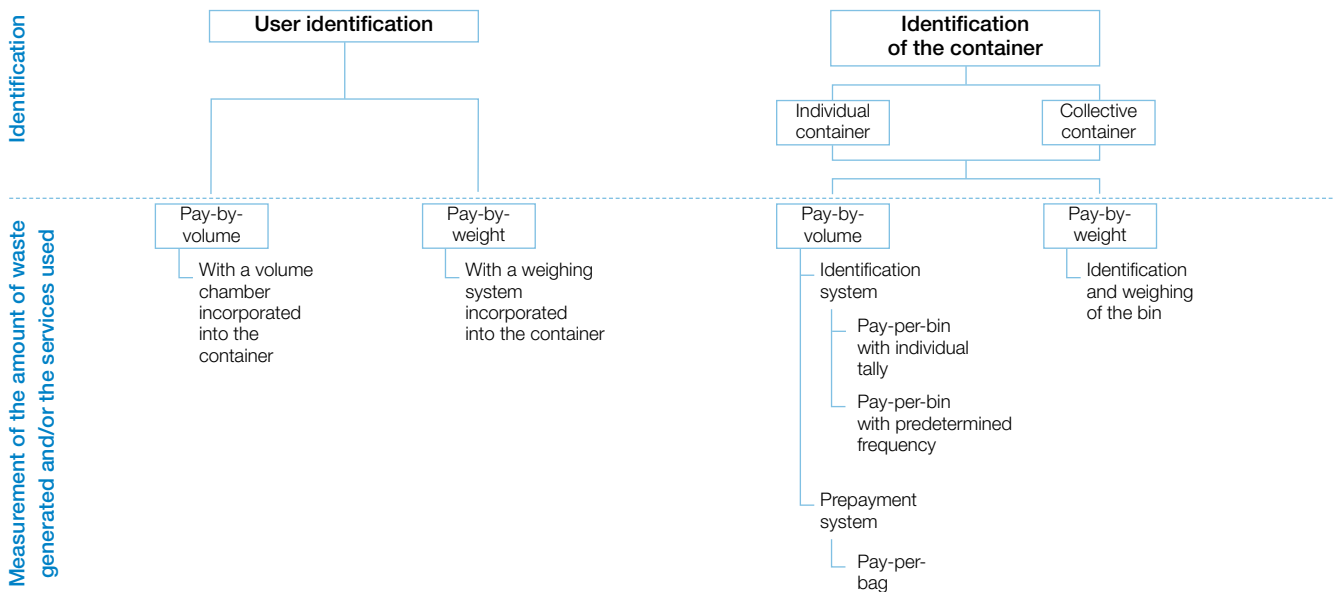 Identification
User identification
Identification
of the container
Individual
container
Collective
container
Measurement of the amount of waste
generated and/or the services used
Pay-by-
volume
With a volume
chamber
incorporated
into the
container
Pay-by-
weight
With a weighing
system
incorporated
into the container
Pay-by-
volume
Identification
system
Pay-per-bin
with individual
tally
Pay-per-bin
with predetermined
frequency
Prepayment
system
Pay-per-
bag
Pay-by-
weight
Identification
and weighing
of the bin